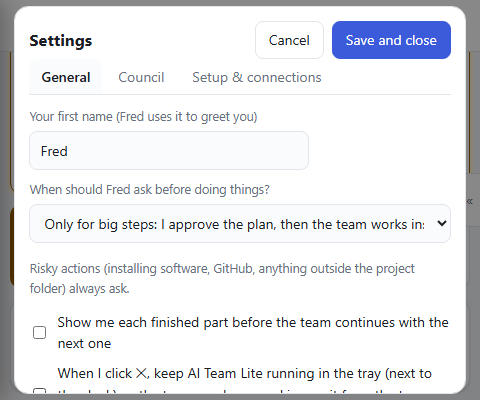 Settings
Cancel
Save and close
General
Council
Setup & connections
Your first name (Fred uses it to greet you)
Fred
When should Fred ask before doing things?
Only for big steps: I approve the plan, then the team works in
Risky actions (installing software, GitHub, anything outside the project
folder) always ask.
Show me each finished part before the team continues with the
next one
When I click ✕, keep AI Team Lite running in the tray (next to
«